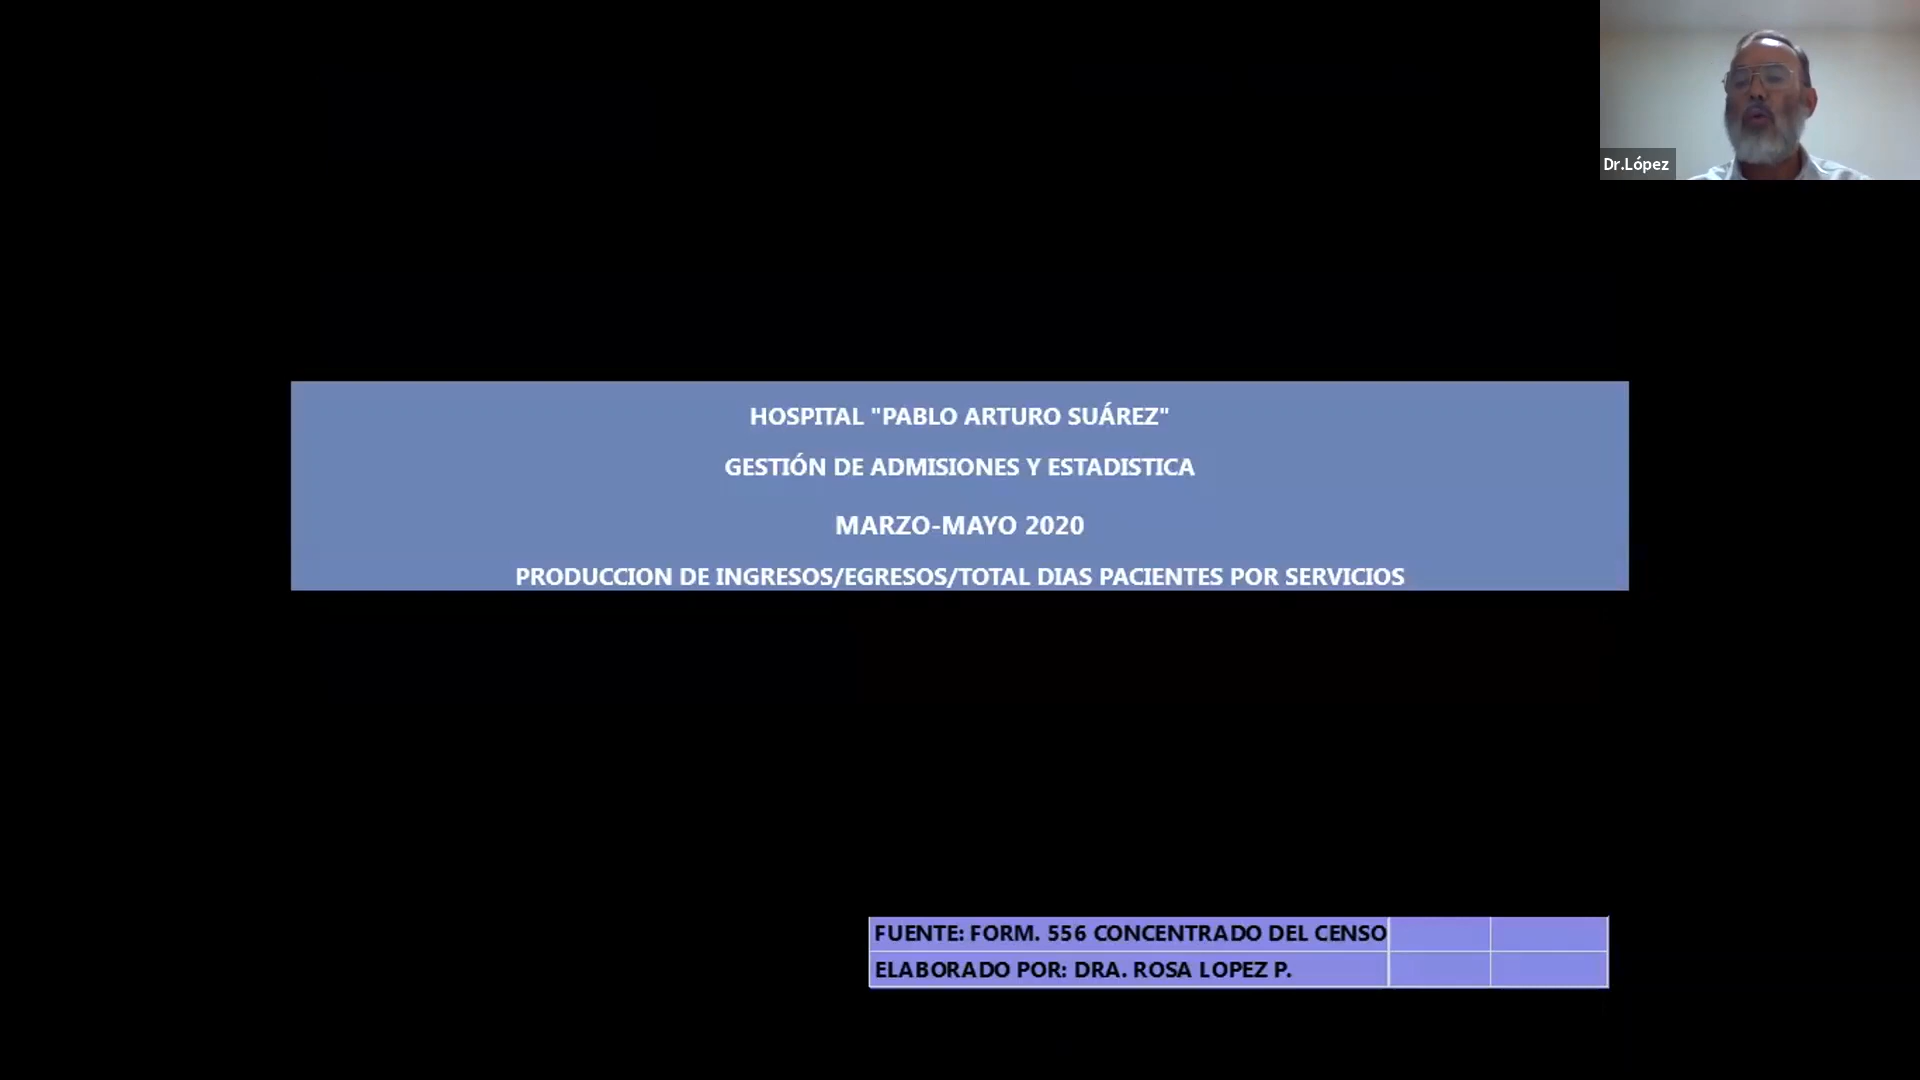 Dr.López
HOSPITAL "PABLO ARTURO SUÁREZ"
GESTIÓN DE ADMISIONES Y ESTADISTICA
MARZO-MAYO 2020
PRODUCCION DE INGRESOS/EGRESOS/TOTAL DIAS PACIENTES POR SERVICIOS
FUENTE: FORM. 556 CONCENTRADO DEL CENSO
ELABORADO POR: DRA. ROSA LOPEZ P.